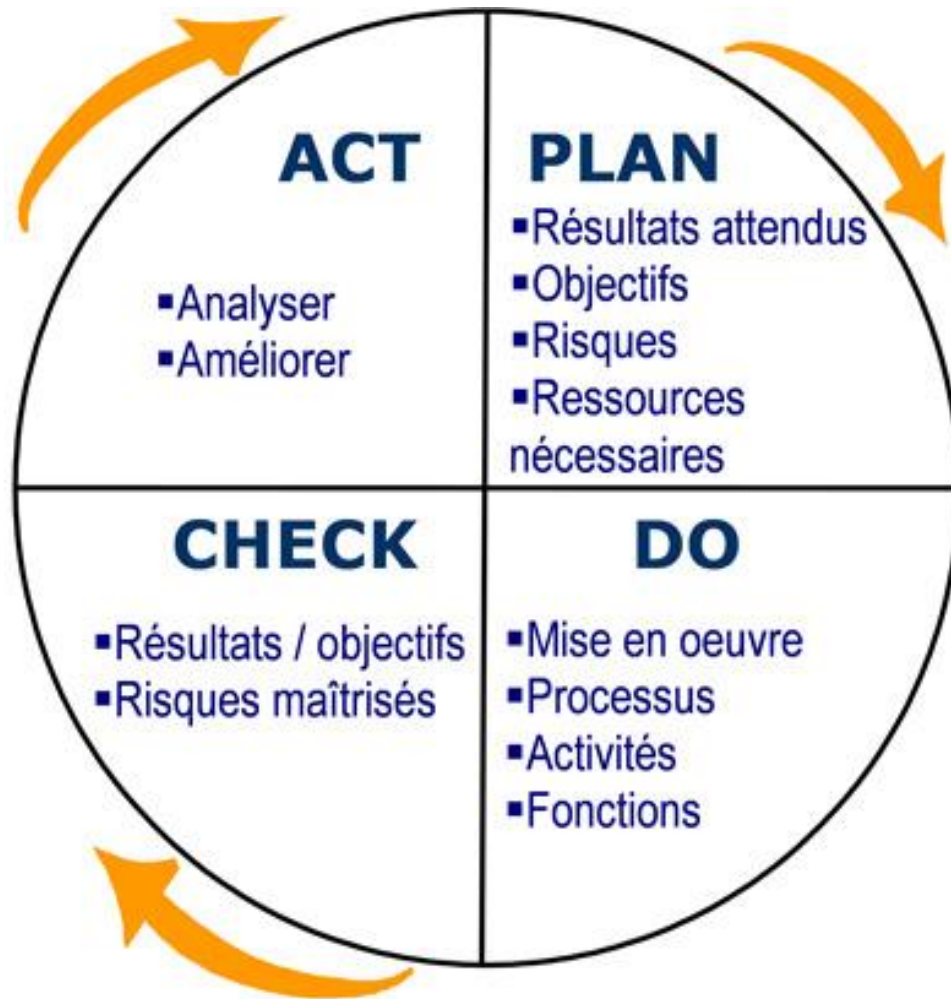 ACT
▪Analyser
▪Améliorer
PLAN
▪Résultats attendus
▪Objectifs
▪Risques
▪Ressources
nécessaires
CHECK
▪Résultats / objectifs
▪Risques maîtrisés
DO
▪Mise en oeuvre
▪Processus
▪Activités
▪Fonctions